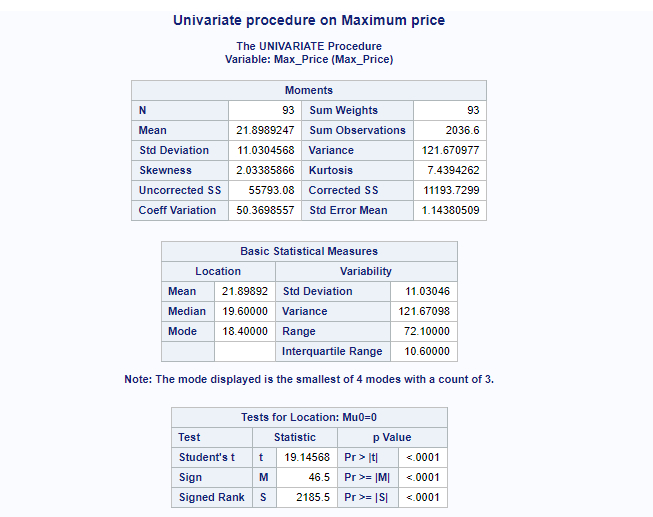 Univariate procedure on Maximum price
The UNIVARIATE Procedure
Variable: Max_Price (Max_Price)
Moments
N 93 Sum Weights 93
Mean 21.8989247 Sum Observations 2036.6
Std Deviation 11.0304568 Variance 121.670977
Skewness 2.03385866 Kurtosis 7.4394262
Uncorrected SS 55793.08 Corrected SS 11193.7299
Coeff Variation 50.3698557 Std Error Mean 1.14380509
Basic Statistical Measures
Location Variability
Mean 21.89892 Std Deviation 11.03046
Median 19.60000 Variance 121.67098
Mode 18.40000 Range 72.10000
Interquartile Range 10.60000
Note: The mode displayed is the smallest of 4 modes with a count of 3.
Tests for Location: Mu0=0
Test Statistic p Value
Student's t t 19.14568 Pr > |t| <.0001
Sign M 46.5 Pr >= |M| <.0001
Signed Rank S 2185.5 Pr >= |S| <.0001